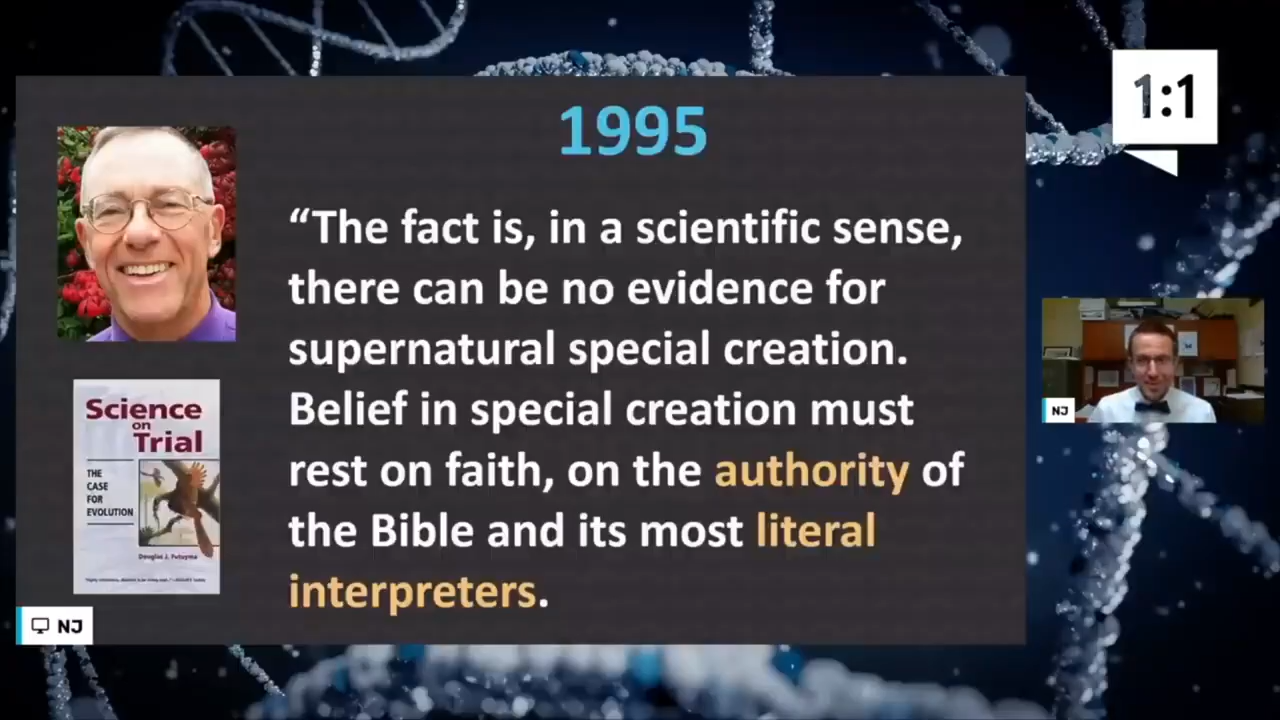 1995
“The fact is, in a scientific sense,
there can be no evidence for
supernatural special creation.
Belief in special creation must
rest on faith, on the authority of
the Bible and its most literal
interpreters.
Science
on
Trial
THE
CASE
FOR
EVOLUTION
Douglas J. Futuyma
NJ
1:1
NJ